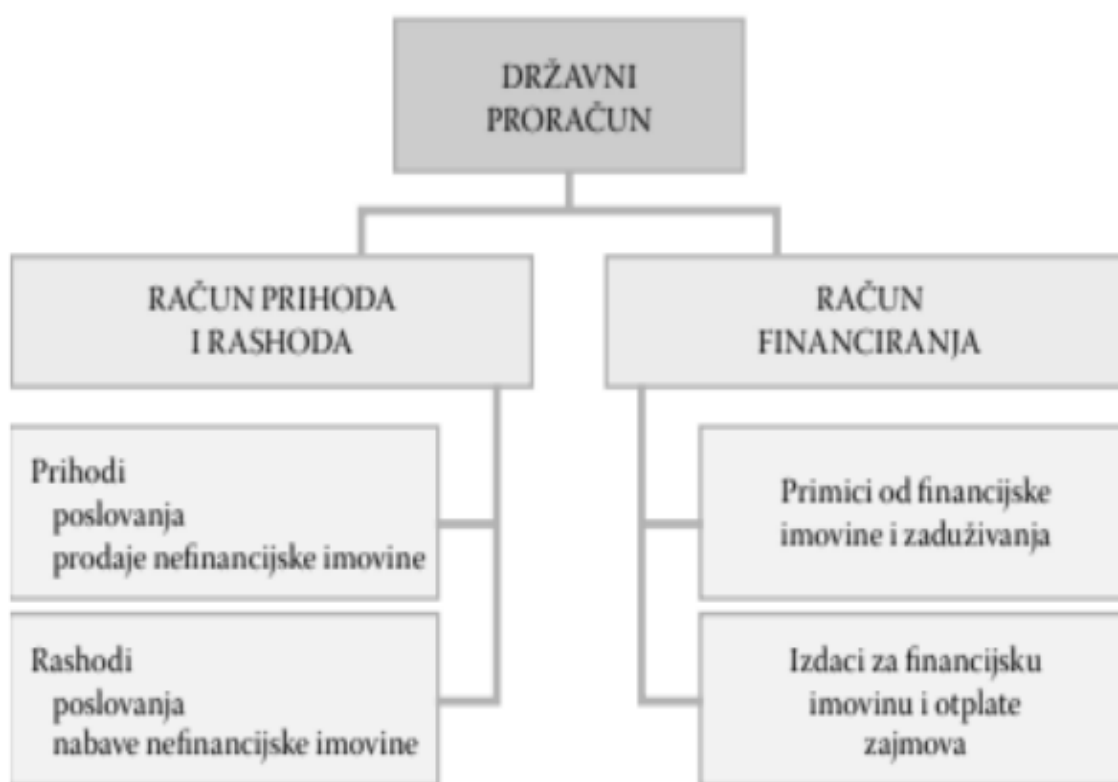 DRŽAVNI
PRORAČUN
RAČUN PRIHODA
I RASHODA
RAČUN
FINANCIRANJA
Prihodi
poslovanja
prodaje nefinancijske imovine
Primici od financijske
imovine i zaduživanja
Rashodi
poslovanja
nabave nefinancijske imovine
Izdaci za financijsku
imovinu i otplate
zajmova